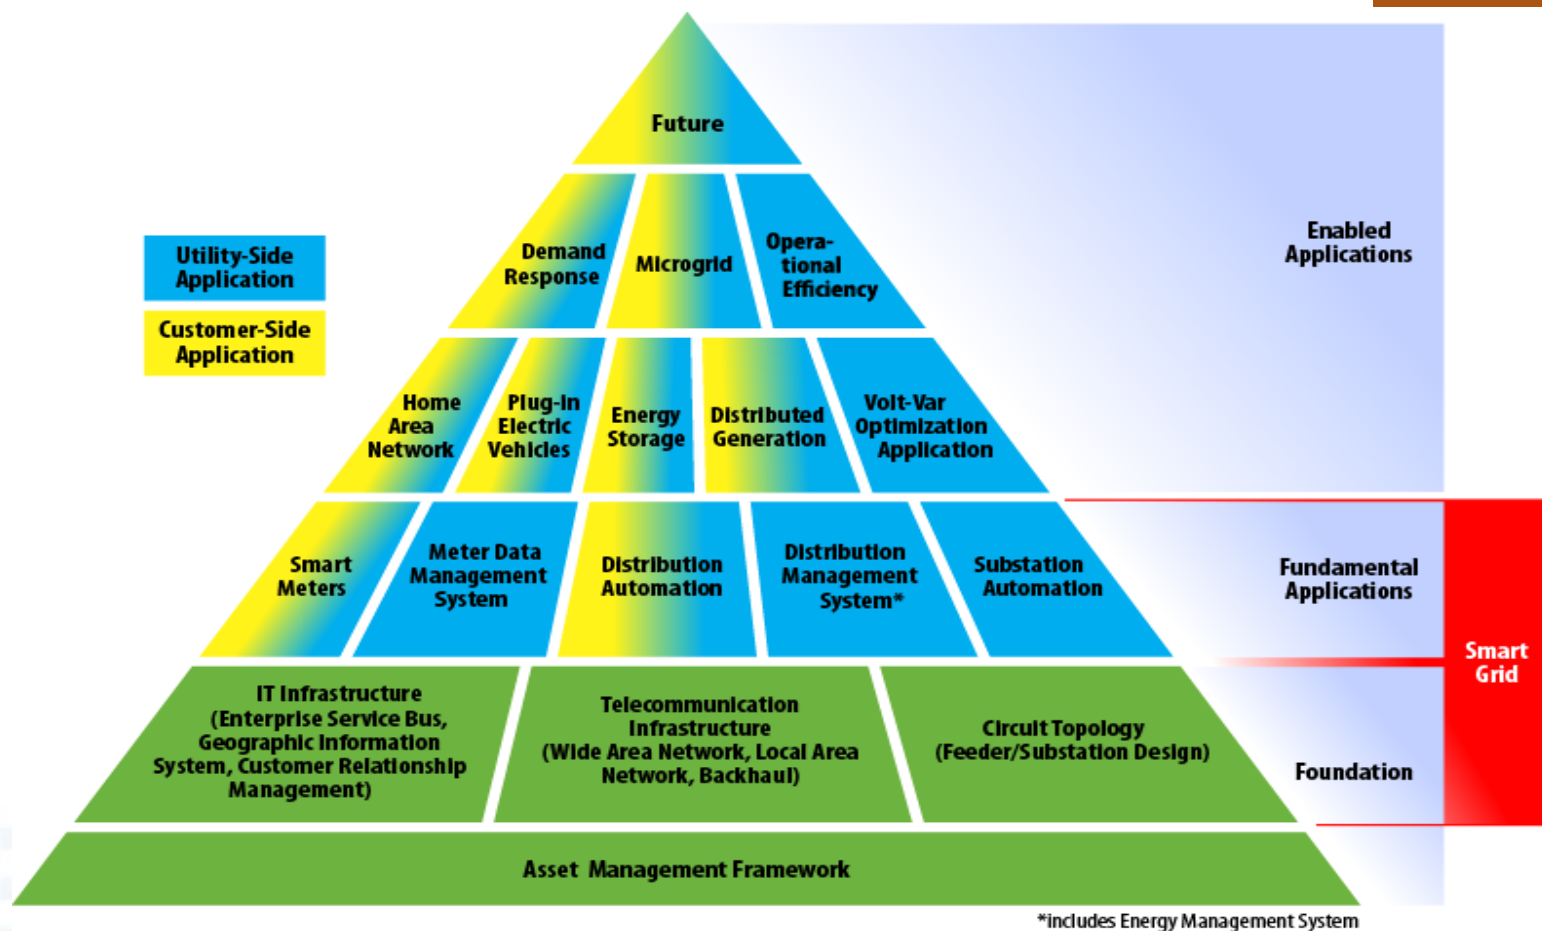 Future
Utility-Side
Application
Customer-Side
Application
Demand
Response
Microgrid
Opera-
tional
Efficiency
Enabled
Applications
Home
Area
Network
Plug-In
Electric
Vehicles
Energy
Storage
Distributed
Generation
Volt-Var
Optimization
Application
Smart
Meters
Meter Data
Management
System
Distribution
Automation
Distribution
Management
System*
Substation
Automation
Fundamental
Applications
Smart
Grid
IT Infrastructure
(Enterprise Service Bus,
Geographic Information
System, Customer Relationship
Management)
Telecommunication
Infrastructure
(Wide Area Network, Local Area
Network, Backhaul)
Circuit Topology
(Feeder/Substation Design)
Foundation
Asset Management Framework
*includes Energy Management System